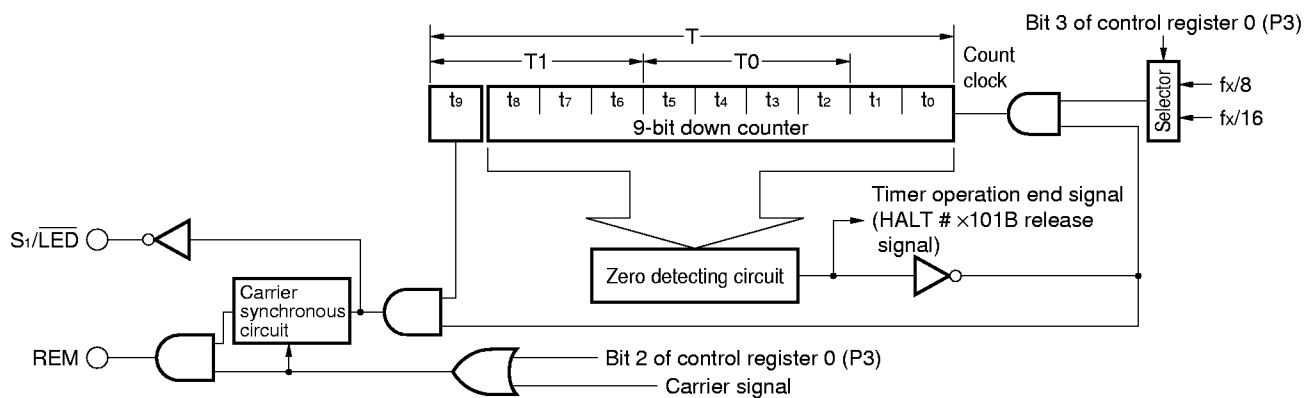 Bit 3 of control register 0 (P3)
T
T1
T0
Count
clock
t9
t8
t7
t6
t5
t4
t3
t2
t1
t0
9-bit down counter
Selector
fx/8
fx/16
Timer operation end signal
(HALT # ×101B release
signal)
S1/LED
Zero detecting circuit
Carrier
synchronous
circuit
REM
Bit 2 of control register 0 (P3)
Carrier signal